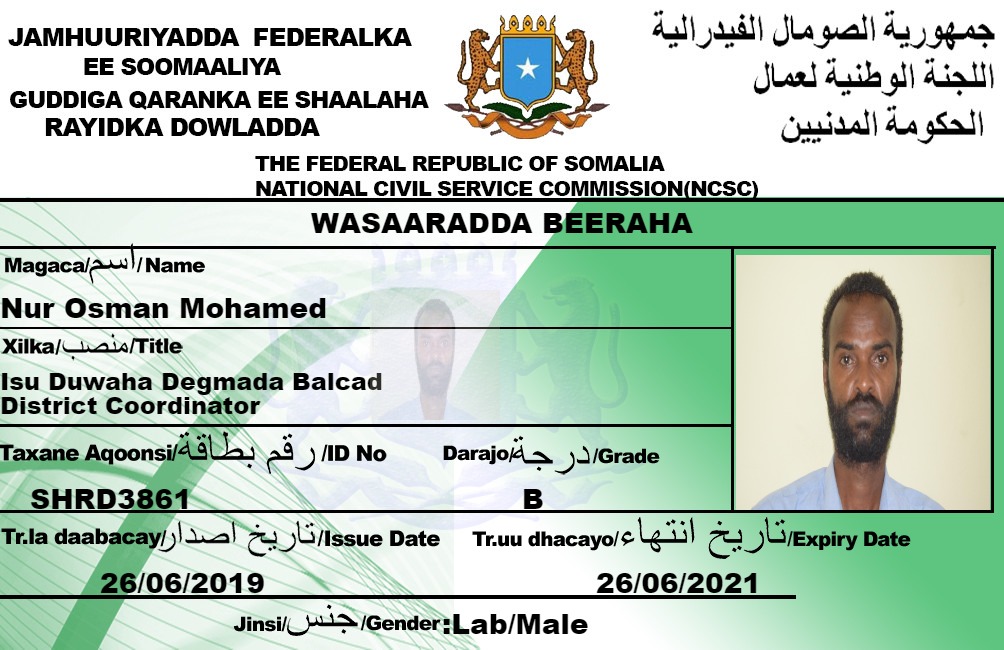 JAMHUURIYADDA FEDERALKA
EE SOOMAALIYA
GUDDIGA QARANKA EE SHAALAHA
RAYIDKA DOWLADDA
جمهورية الصومال الفيدرالية
اللجنة الوطنية لعمال
الحكومة المدنيين
THE FEDERAL REPUBLIC OF SOMALIA
NATIONAL CIVIL SERVICE COMMISSION(NCSC)
WASAARADDA BEERAHA
Magaca/اسم/Name
Nur Osman Mohamed
Xilka/منصب/Title
Isu Duwaha Degmada Balcad
District Coordinator
Taxane Aqoonsi/رقم بطاقة/ID No
Darajo/درجة/Grade
SHRD3861
B
Tr.la daabacay/تاريخ اصدار/Issue Date
Tr.uu dhacayo/تاريخ انتهاء/Expiry Date
26/06/2019
26/06/2021
Jinsi/جنس/Gender:Lab/Male